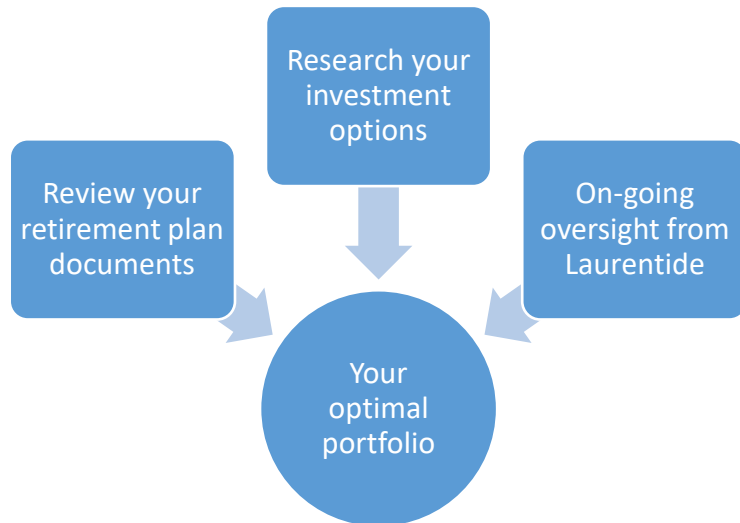 Research your
investment
options
Review your
retirement plan
documents
On-going
oversight from
Laurentide
Your
optimal
portfolio